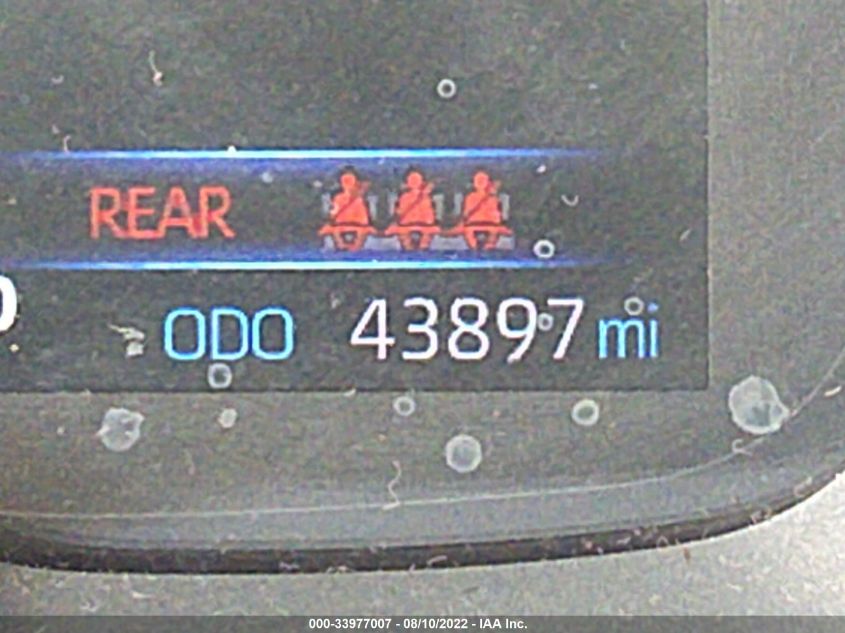 REAR
ODO 43897 mi
000-33977007 - 08/10/2022 - IAA Inc.